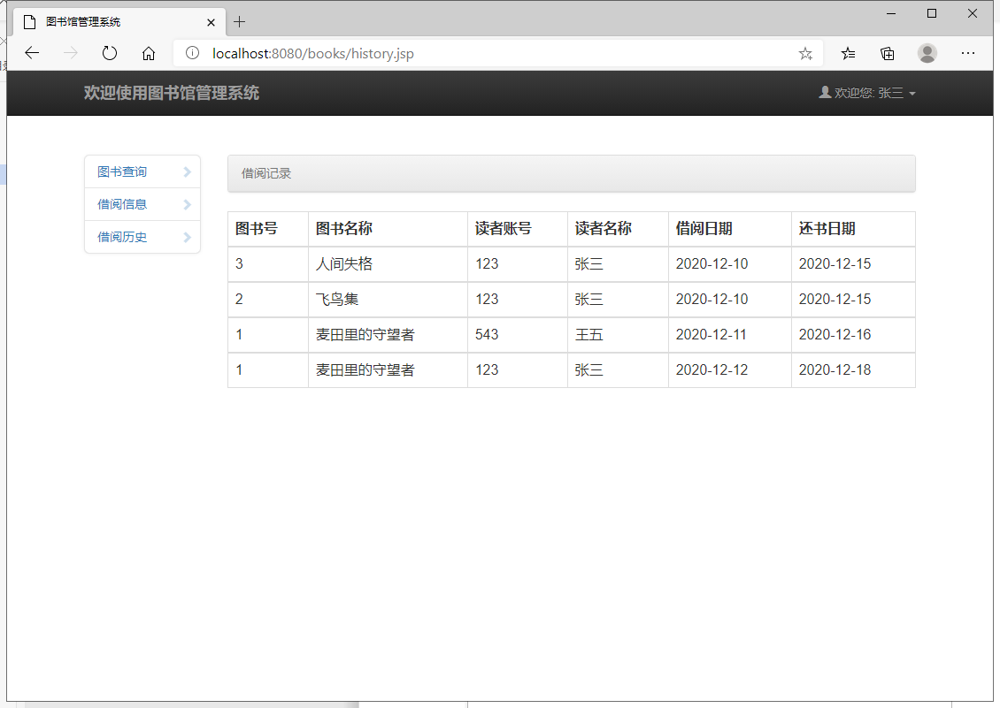 图书馆管理系统
localhost:8080/books/history.jsp
欢迎使用图书馆管理系统 欢迎您: 张三
图书查询
借阅信息
借阅历史
借阅记录
图书号 图书名称 读者账号 读者名称 借阅日期 还书日期
3 人间失格 123 张三 2020-12-10 2020-12-15
2 飞鸟集 123 张三 2020-12-10 2020-12-15
1 麦田里的守望者 543 王五 2020-12-11 2020-12-16
1 麦田里的守望者 123 张三 2020-12-12 2020-12-18